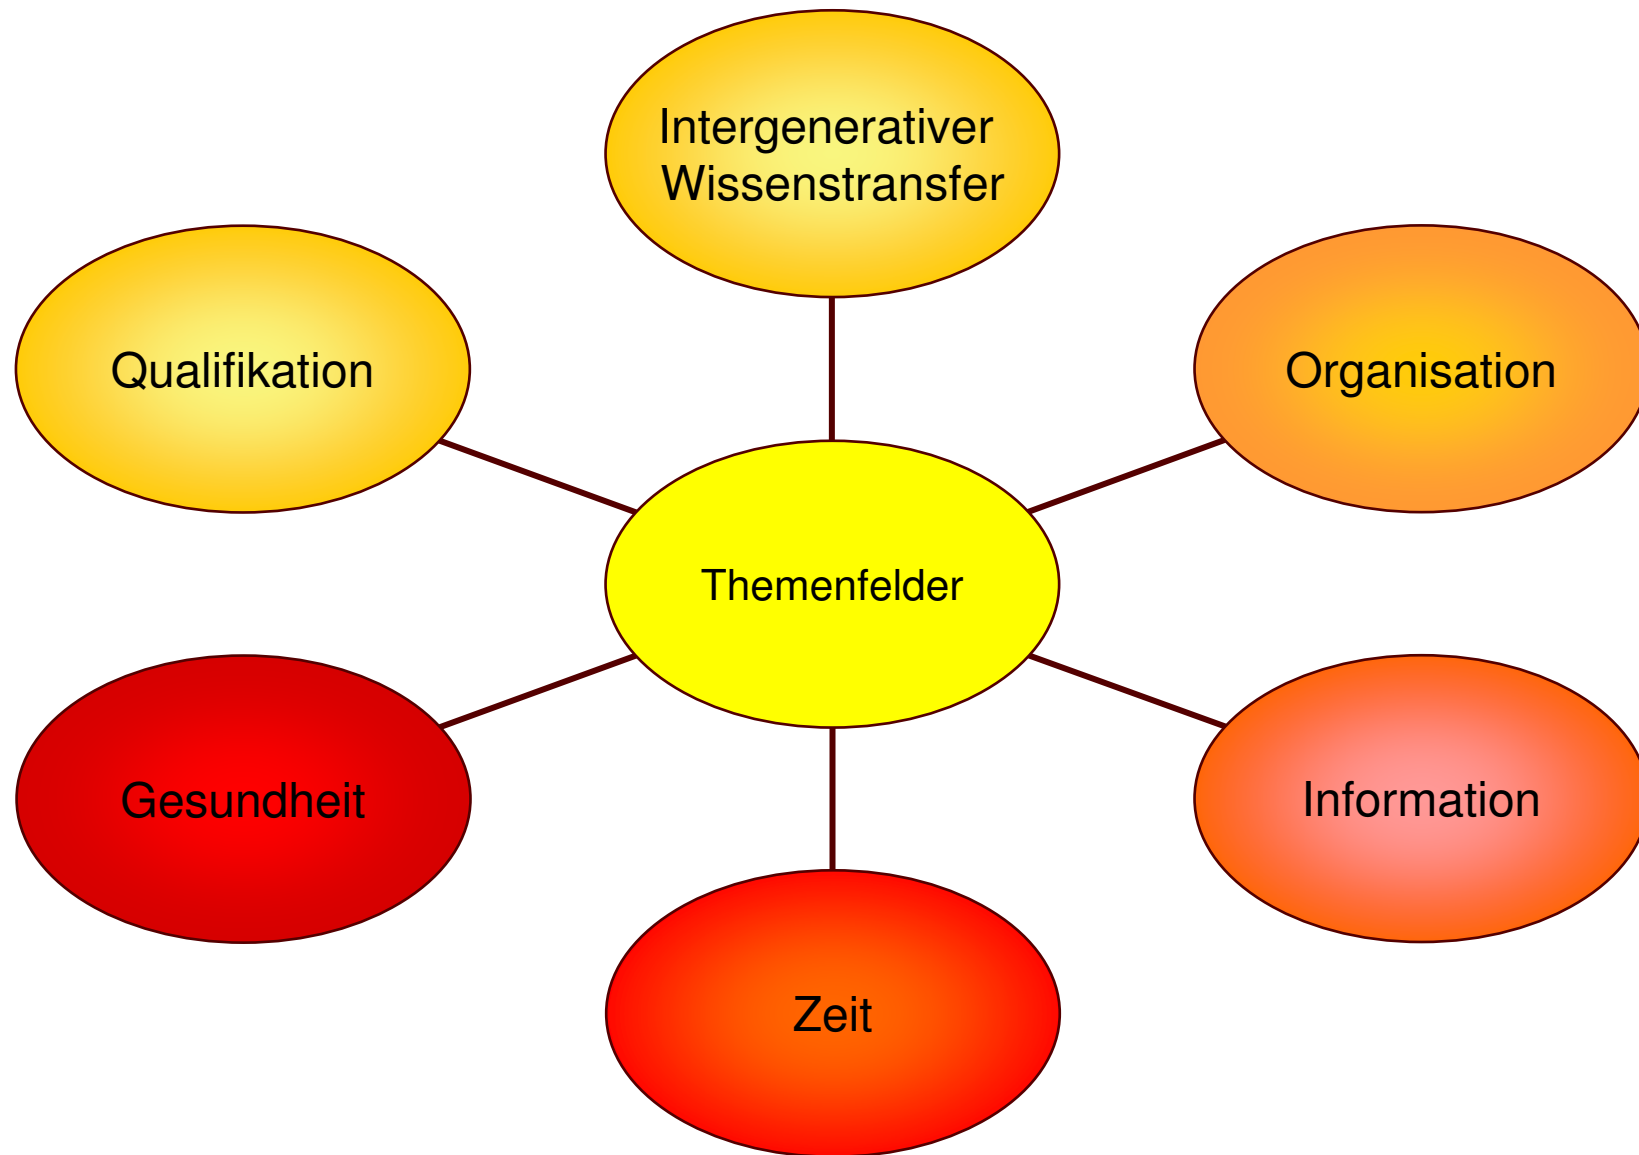 Intergenerativer
Wissenstransfer
Qualifikation
Organisation
Themenfelder
Gesundheit
Information
Zeit